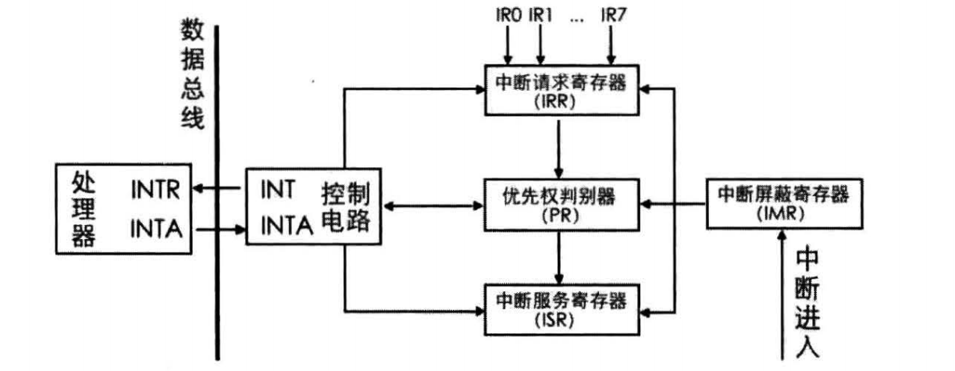 数据总线
IR0 IR1 ... IR7
中断请求寄存器
(IRR)
处理器
INTR
INTA
INT
INTA
控制
电路
优先权判别器
(PR)
中断屏蔽寄存器
(IMR)
中断服务寄存器
(ISR)
中断进入